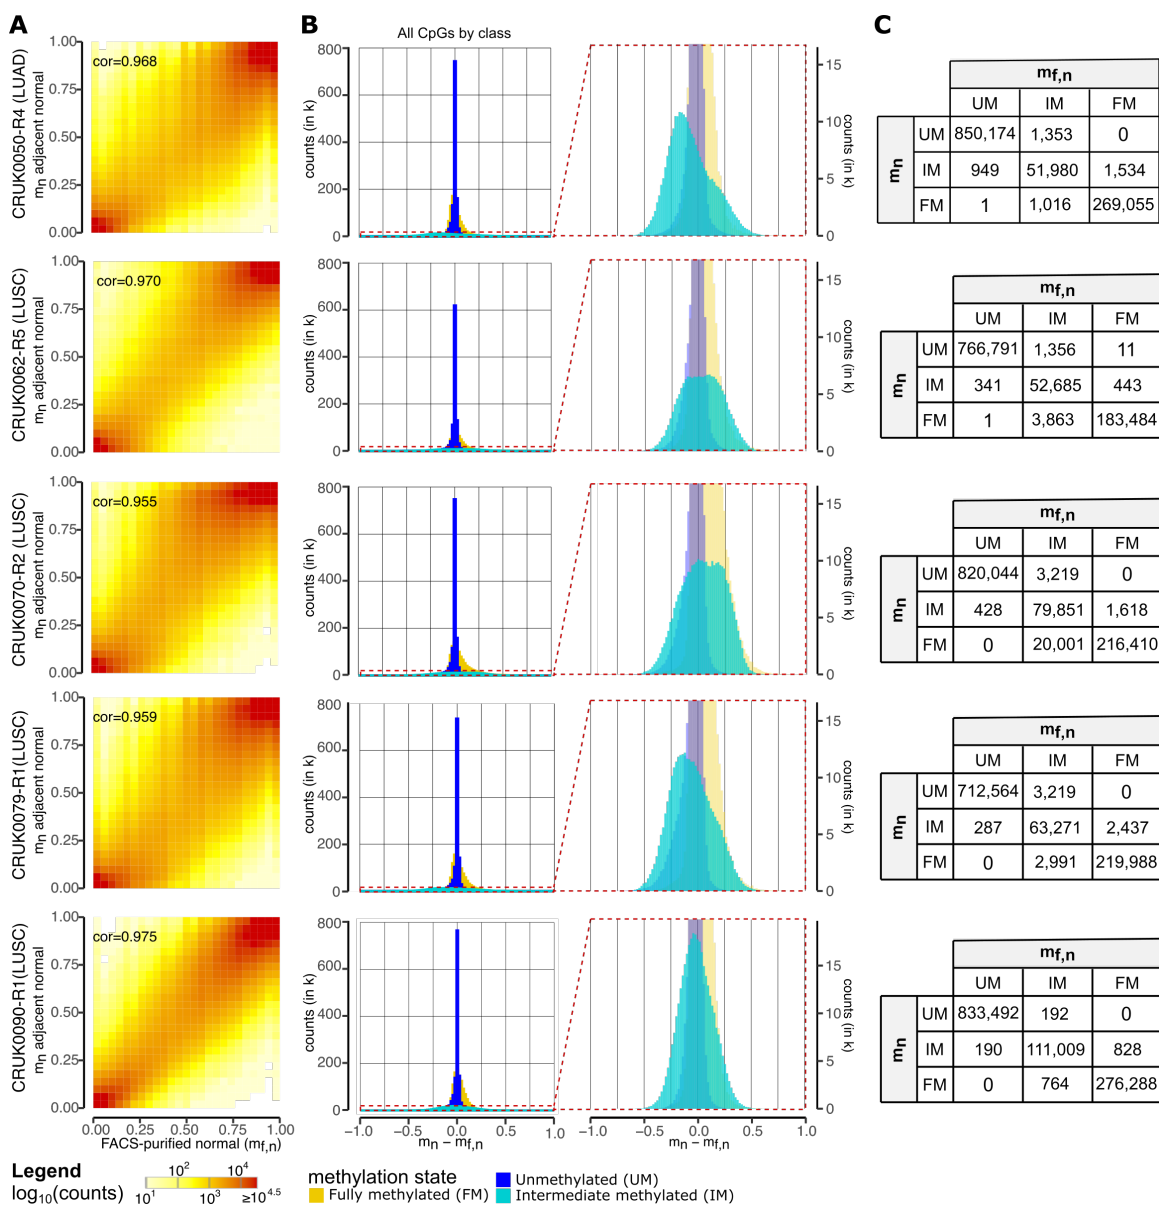 A
B
C
All CpGs by class
CRUK0050-R4 (LUAD)
mn adjacent normal
1.00
0.75
0.50
0.25
0.00
cor=0.968
counts (in k)
800
600
400
200
0
15
10
5
0
counts (in k)
mf,n
UM IM FM
mn
UM 850,174 1,353 0
IM 949 51,980 1,534
FM 1 1,016 269,055
CRUK0062-R5 (LUSC)
mn adjacent normal
1.00
0.75
0.50
0.25
0.00
cor=0.970
counts (in k)
800
600
400
200
0
15
10
5
0
counts (in k)
mf,n
UM IM FM
mn
UM 766,791 1,356 11
IM 341 52,685 443
FM 1 3,863 183,484
CRUK0070-R2 (LUSC)
mn adjacent normal
1.00
0.75
0.50
0.25
0.00
cor=0.955
counts (in k)
800
600
400
200
0
15
10
5
0
counts (in k)
mf,n
UM IM FM
mn
UM 820,044 3,219 0
IM 428 79,851 1,618
FM 0 20,001 216,410
CRUK0079-R1(LUSC)
mn adjacent normal
1.00
0.75
0.50
0.25
0.00
cor=0.959
counts (in k)
800
600
400
200
0
15
10
5
0
counts (in k)
mf,n
UM IM FM
mn
UM 712,564 3,219 0
IM 287 63,271 2,437
FM 0 2,991 219,988
CRUK0090-R1(LUSC)
mn adjacent normal
1.00
0.75
0.50
0.25
0.00
cor=0.975
counts (in k)
800
600
400
200
0
15
10
5
0
counts (in k)
mf,n
UM IM FM
mn
UM 833,492 192 0
IM 190 111,009 828
FM 0 764 276,288
0.00 0.25 0.50 0.75 1.00
FACS-purified normal (mf,n)
−1.0 −0.5 0.0 0.5 1.0
mn − mf,n
−1.0 −0.5 0.0 0.5 1.0
mn − mf,n
Legend
log10(counts)
10^2 10^4
10^1 10^3 ≥10^4.5
methylation state
Fully methylated (FM)
Unmethylated (UM)
Intermediate methylated (IM)